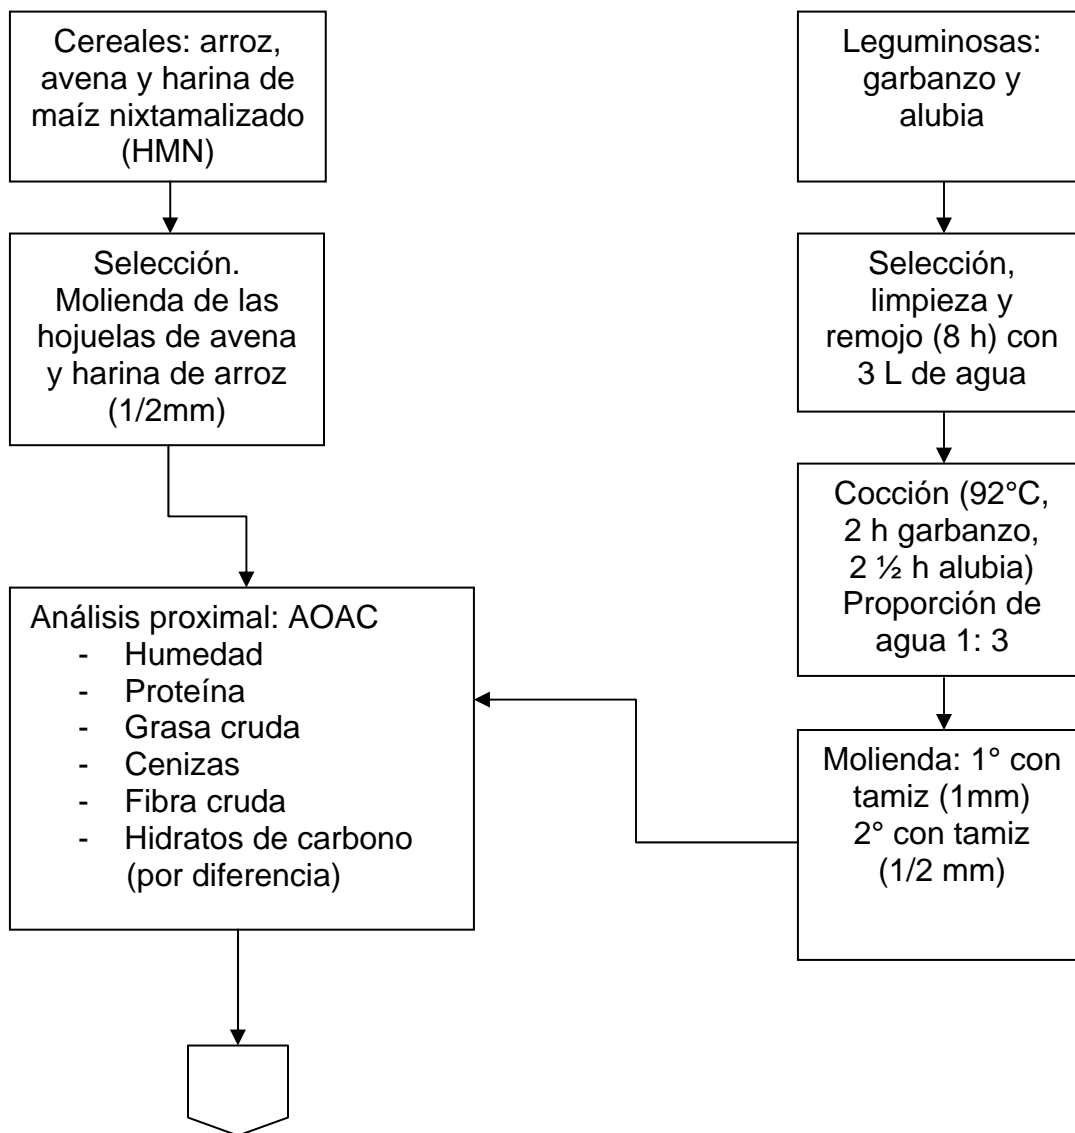 Cereales: arroz,
avena y harina de
maíz nixtamalizado
(HMN)
Selección.
Molienda de las
hojuelas de avena
y harina de arroz
(1/2mm)
Análisis proximal: AOAC
- Humedad
- Proteína
- Grasa cruda
- Cenizas
- Fibra cruda
- Hidratos de carbono
(por diferencia)
Leguminosas:
garbanzo y
alubia
Selección,
limpieza y
remojo (8 h) con
3 L de agua
Cocción (92°C,
2 h garbanzo,
2 ½ h alubia)
Proporción de
agua 1: 3
Molienda: 1° con
tamiz (1mm)
2° con tamiz
(1/2 mm)